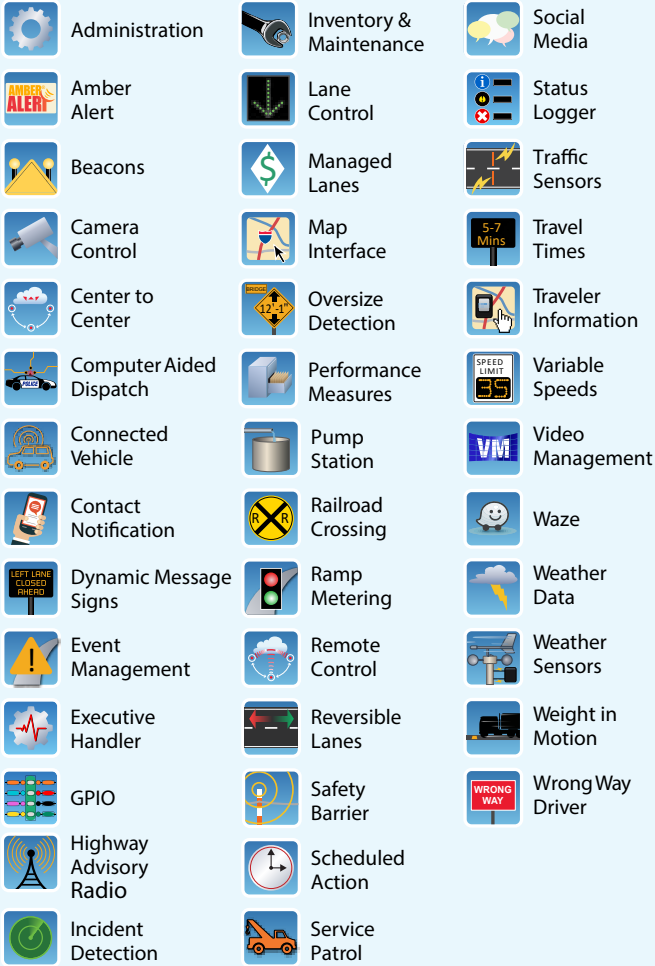 Administration
AMBER
ALERT
Amber
Alert
Beacons
Camera
Control
Center to
Center
POLICE
Computer Aided
Dispatch
Connected
Vehicle
Contact
Notification
LEFT LANE
CLOSED
AHEAD
Dynamic Message
Signs
!
Event
Management
Executive
Handler
GPIO
Highway
Advisory
Radio
Incident
Detection
Inventory &
Maintenance
Lane
Control
$
Managed
Lanes
Map
Interface
BRIDGE
12'-1"
Oversize
Detection
Performance
Measures
Pump
Station
R R
Railroad
Crossing
Ramp
Metering
Remote
Control
Reversible
Lanes
Safety
Barrier
Scheduled
Action
Service
Patrol
Social
Media
i
Status
Logger
Traffic
Sensors
5-7
Mins
Travel
Times
Traveler
Information
SPEED
LIMIT
35
Variable
Speeds
VM
Video
Management
Waze
Weather
Data
Weather
Sensors
Weight in
Motion
WRONG
WAY
Wrong Way
Driver